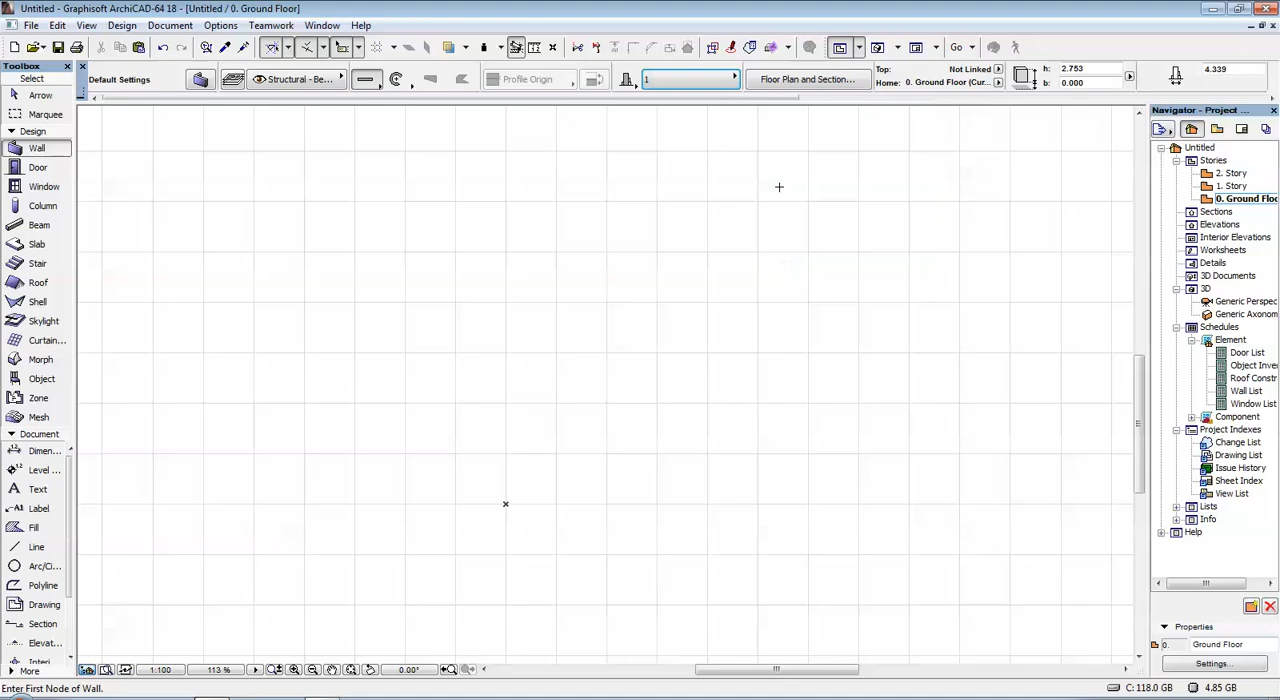 Untitled - Graphisoft ArchiCAD-64 18 - [Untitled / 0. Ground Floor]
File Edit View Design Document Options Teamwork Window Help
Go
Toolbox
Select
Arrow
Marquee
Design
Wall
Door
Window
Column
Beam
Slab
Stair
Roof
Shell
Skylight
Curtain...
Morph
Object
Zone
Mesh
Document
Dimen...
Level ...
Text
Label
Fill
Line
Arc/Ci...
Polyline
Drawing
Section
Elevat...
Interi
More
Default Settings
Structural - Be...
Profile Origin
1
Floor Plan and Section...
Top: Not Linked
Home: 0. Ground Floor (Cur...
h: 2.753
b: 0.000
4.339
Navigator - Project ...
Untitled
Stories
2. Story
1. Story
0. Ground Floo
Sections
Elevations
Interior Elevations
Worksheets
Details
3D Documents
3D
Generic Perspec
Generic Axonom
Schedules
Element
Door List
Object Inve
Roof Constr
Wall List
Window List
Component
Project Indexes
Change List
Drawing List
Issue History
Sheet Index
View List
Lists
Info
Help
Properties
0. Ground Floor
Settings...
1:100 113 % 0.00°
Enter First Node of Wall.
C: 118.0 GB 4.85 GB